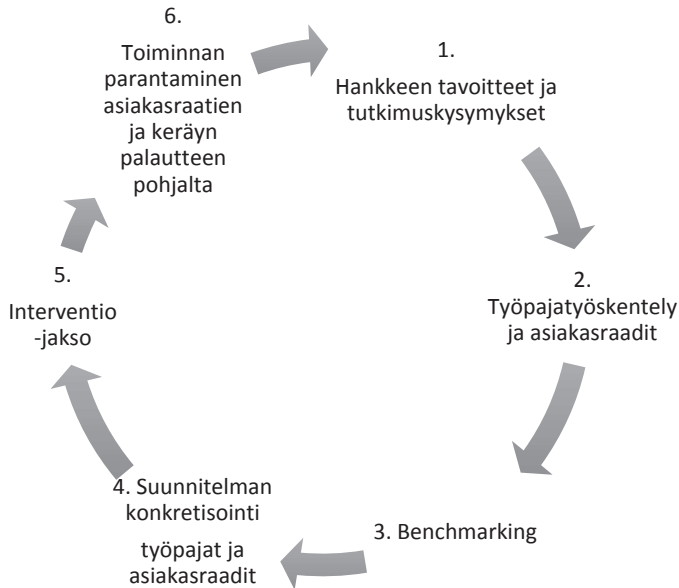 1.
Hankkeen tavoitteet ja
tutkimuskysymykset
2.
Työpajatyöskentely
ja asiakasraadit
3. Benchmarking
4. Suunnitelman
konkretisointi
työpajat ja
asiakasraadit
5.
Interventio
-jakso
6.
Toiminnan
parantaminen
asiakasraatien
ja keräyn
palautteen
pohjalta